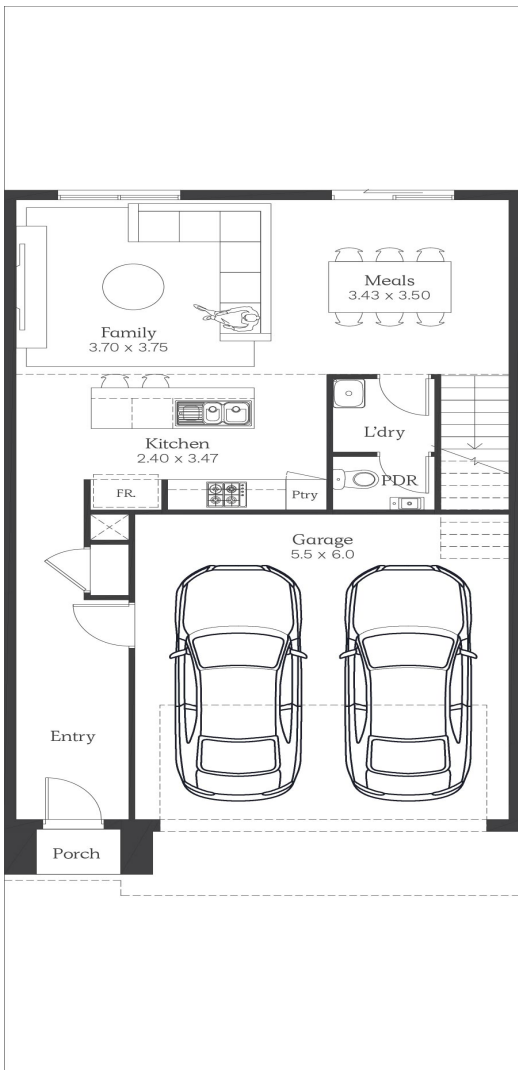 Meals
3.43 x 3.50
Family
3.70 x 3.75
L'dry
Kitchen
2.40 x 3.47
PDR
FR.
Ptry
Garage
5.5 x 6.0
Entry
Porch